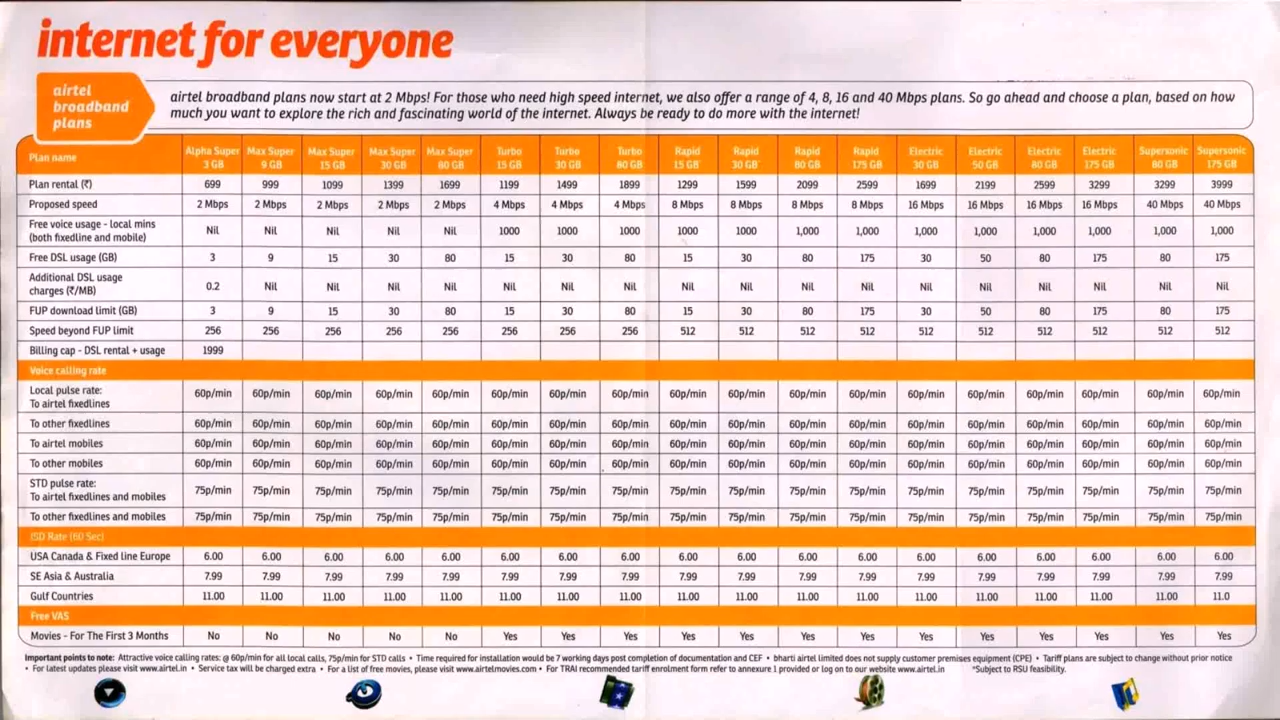 internet for everyone
airtel
broadband
plans
airtel broadband plans now start at 2 Mbps! For those who need high speed internet, we also offer a range of 4, 8, 16 and 40 Mbps plans. So go ahead and choose a plan, based on how
much you want to explore the rich and fascinating world of the internet. Always be ready to do more with the internet!
Plan name Alpha Super 3 GB Max Super 9 GB Max Super 15 GB Max Super 30 GB Max Super 80 GB Turbo 15 GB Turbo 30 GB Turbo 80 GB Rapid 15 GB* Rapid 30 GB* Rapid 80 GB Rapid 175 GB Electric 30 GB Electric 50 GB Electric 80 GB Electric 175 GB Supersonic 80 GB Supersonic 175 GB
Plan rental (₹) 699 999 1099 1399 1699 1199 1499 1899 1299 1599 2099 2599 1699 2199 2599 3299 3299 3999
Proposed speed 2 Mbps 2 Mbps 2 Mbps 2 Mbps 2 Mbps 4 Mbps 4 Mbps 4 Mbps 8 Mbps 8 Mbps 8 Mbps 8 Mbps 16 Mbps 16 Mbps 16 Mbps 16 Mbps 40 Mbps 40 Mbps
Free voice usage - local mins
(both fixedline and mobile) Nil Nil Nil Nil Nil 1000 1000 1000 1000 1000 1,000 1,000 1,000 1,000 1,000 1,000 1,000 1,000
Free DSL usage (GB) 3 9 15 30 80 15 30 80 15 30 80 175 30 50 80 175 80 175
Additional DSL usage
charges (₹/MB) 0.2 Nil Nil Nil Nil Nil Nil Nil Nil Nil Nil Nil Nil Nil Nil Nil Nil Nil
FUP download limit (GB) 3 9 15 30 80 15 30 80 15 30 80 175 30 50 80 175 80 175
Speed beyond FUP limit 256 256 256 256 256 256 256 256 512 512 512 512 512 512 512 512 512 512
Billing cap - DSL rental + usage 1999
Voice calling rate
Local pulse rate:
To airtel fixedlines 60p/min 60p/min 60p/min 60p/min 60p/min 60p/min 60p/min 60p/min 60p/min 60p/min 60p/min 60p/min 60p/min 60p/min 60p/min 60p/min 60p/min 60p/min
To other fixedlines 60p/min 60p/min 60p/min 60p/min 60p/min 60p/min 60p/min 60p/min 60p/min 60p/min 60p/min 60p/min 60p/min 60p/min 60p/min 60p/min 60p/min 60p/min
To airtel mobiles 60p/min 60p/min 60p/min 60p/min 60p/min 60p/min 60p/min 60p/min 60p/min 60p/min 60p/min 60p/min 60p/min 60p/min 60p/min 60p/min 60p/min 60p/min
To other mobiles 60p/min 60p/min 60p/min 60p/min 60p/min 60p/min 60p/min 60p/min 60p/min 60p/min 60p/min 60p/min 60p/min 60p/min 60p/min 60p/min 60p/min 60p/min
STD pulse rate:
To airtel fixedlines and mobiles 75p/min 75p/min 75p/min 75p/min 75p/min 75p/min 75p/min 75p/min 75p/min 75p/min 75p/min 75p/min 75p/min 75p/min 75p/min 75p/min 75p/min 75p/min
To other fixedlines and mobiles 75p/min 75p/min 75p/min 75p/min 75p/min 75p/min 75p/min 75p/min 75p/min 75p/min 75p/min 75p/min 75p/min 75p/min 75p/min 75p/min 75p/min 75p/min
ISD Rate (60 Sec)
USA Canada & Fixed line Europe 6.00 6.00 6.00 6.00 6.00 6.00 6.00 6.00 6.00 6.00 6.00 6.00 6.00 6.00 6.00 6.00 6.00 6.00
SE Asia & Australia 7.99 7.99 7.99 7.99 7.99 7.99 7.99 7.99 7.99 7.99 7.99 7.99 7.99 7.99 7.99 7.99 7.99 7.99
Gulf Countries 11.00 11.00 11.00 11.00 11.00 11.00 11.00 11.00 11.00 11.00 11.00 11.00 11.00 11.00 11.00 11.00 11.00 11.0
Free VAS
Movies - For The First 3 Months No No No No No Yes Yes Yes Yes Yes Yes Yes Yes Yes Yes Yes Yes Yes
Important points to note: Attractive voice calling rates: @ 60p/min for all local calls, 75p/min for STD calls • Time required for installation would be 7 working days post completion of documentation and CEF • bharti airtel limited does not supply customer premises equipment (CPE) • Tariff plans are subject to change without prior notice
• For latest updates please visit www.airtel.in • Service tax will be charged extra • For a list of free movies, please visit www.airtelmovies.com • For TRAI recommended tariff enrolment form refer to annexure 1 provided or log on to our website www.airtel.in *Subject to RSU feasibility.